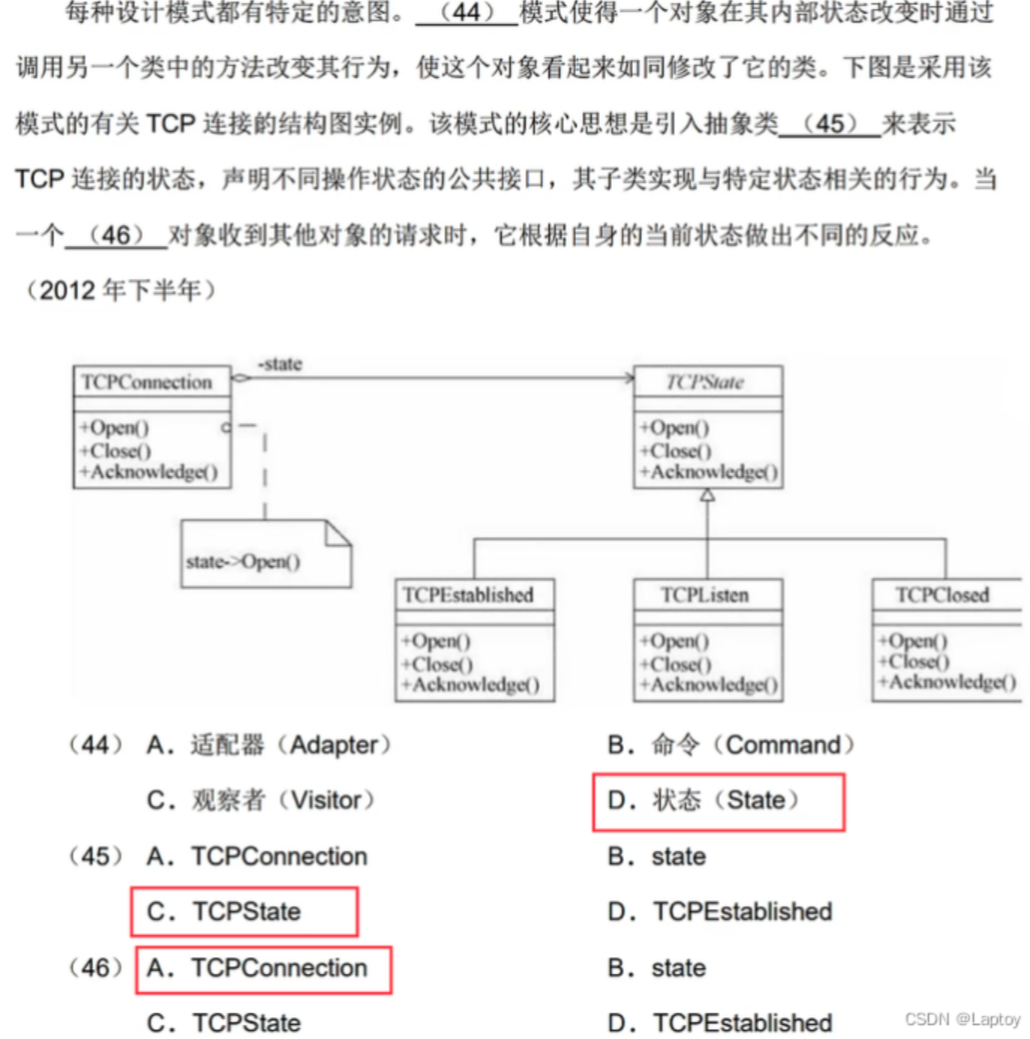 每种设计模式都有特定的意图。（44）模式使得一个对象在其内部状态改变时通过
调用另一个类中的方法改变其行为，使这个对象看起来如同修改了它的类。下图是采用该
模式的有关 TCP 连接的结构图实例。该模式的核心思想是引入抽象类（45）来表示
TCP 连接的状态，声明不同操作状态的公共接口，其子类实现与特定状态相关的行为。当
一个（46）对象收到其他对象的请求时，它根据自身的当前状态做出不同的反应。
（2012 年下半年）
-state
TCPConnection
TCPState
+Open()
+Close()
+Acknowledge()
+Open()
+Close()
+Acknowledge()
state->Open()
TCPEstablished
TCPListen
TCPClosed
+Open()
+Close()
+Acknowledge()
+Open()
+Close()
+Acknowledge()
+Open()
+Close()
+Acknowledge()
（44） A．适配器（Adapter） B．命令（Command）
C．观察者（Visitor） D．状态（State）
（45） A．TCPConnection B．state
C．TCPState D．TCPEstablished
（46） A．TCPConnection B．state
C．TCPState D．TCPEstablished
CSDN @Laptoy